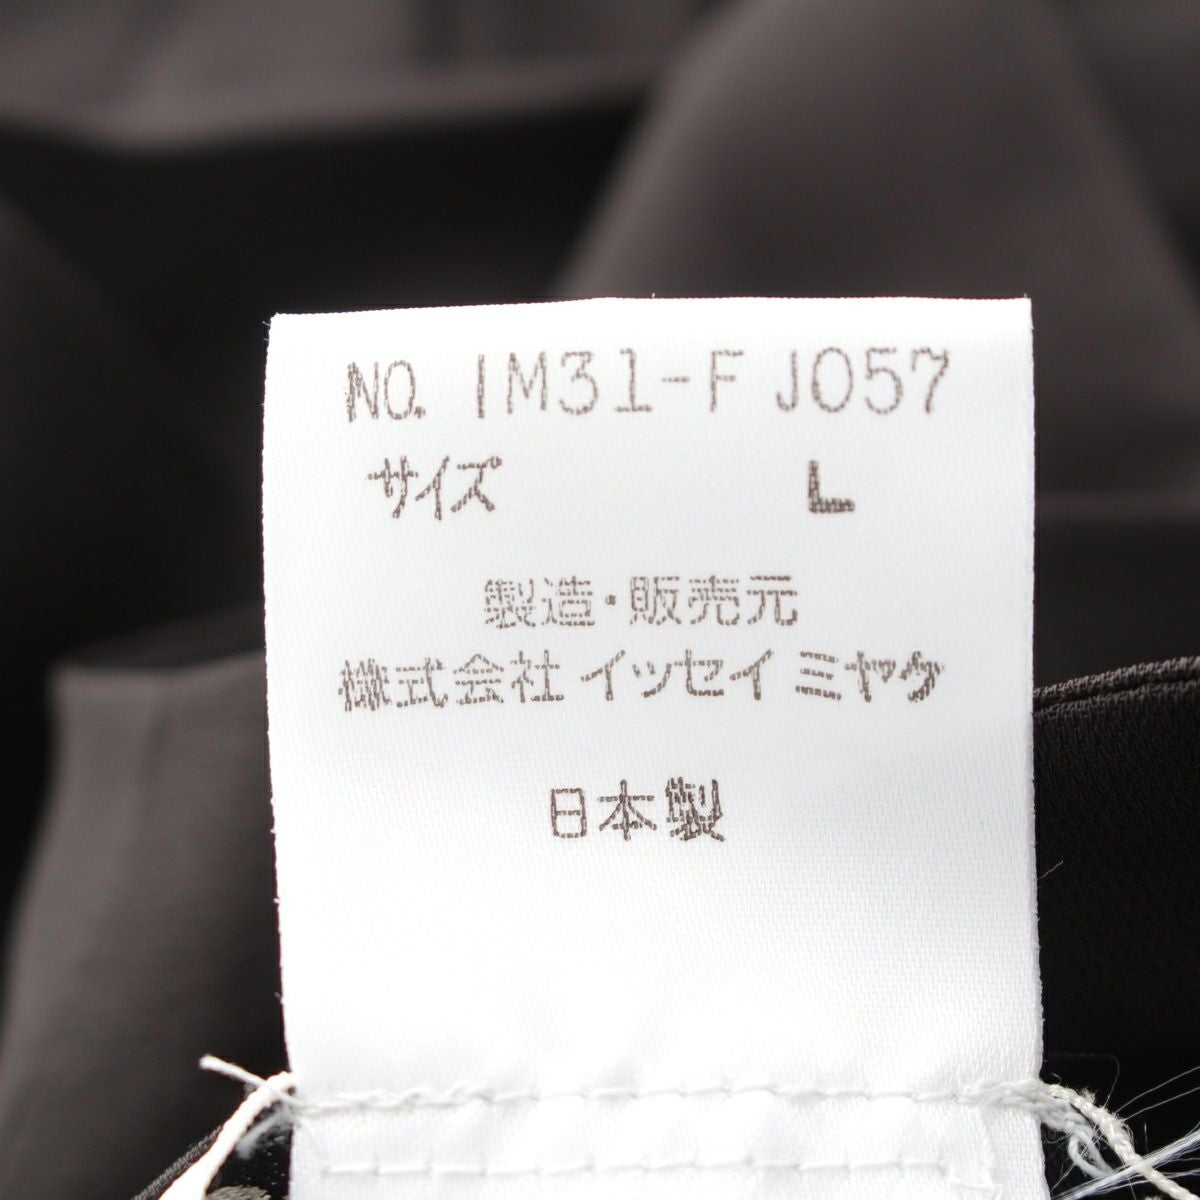 NO. IM31-FJ057
サイズ L
製造・販売元
株式会社 イッセイ ミヤケ
日本製